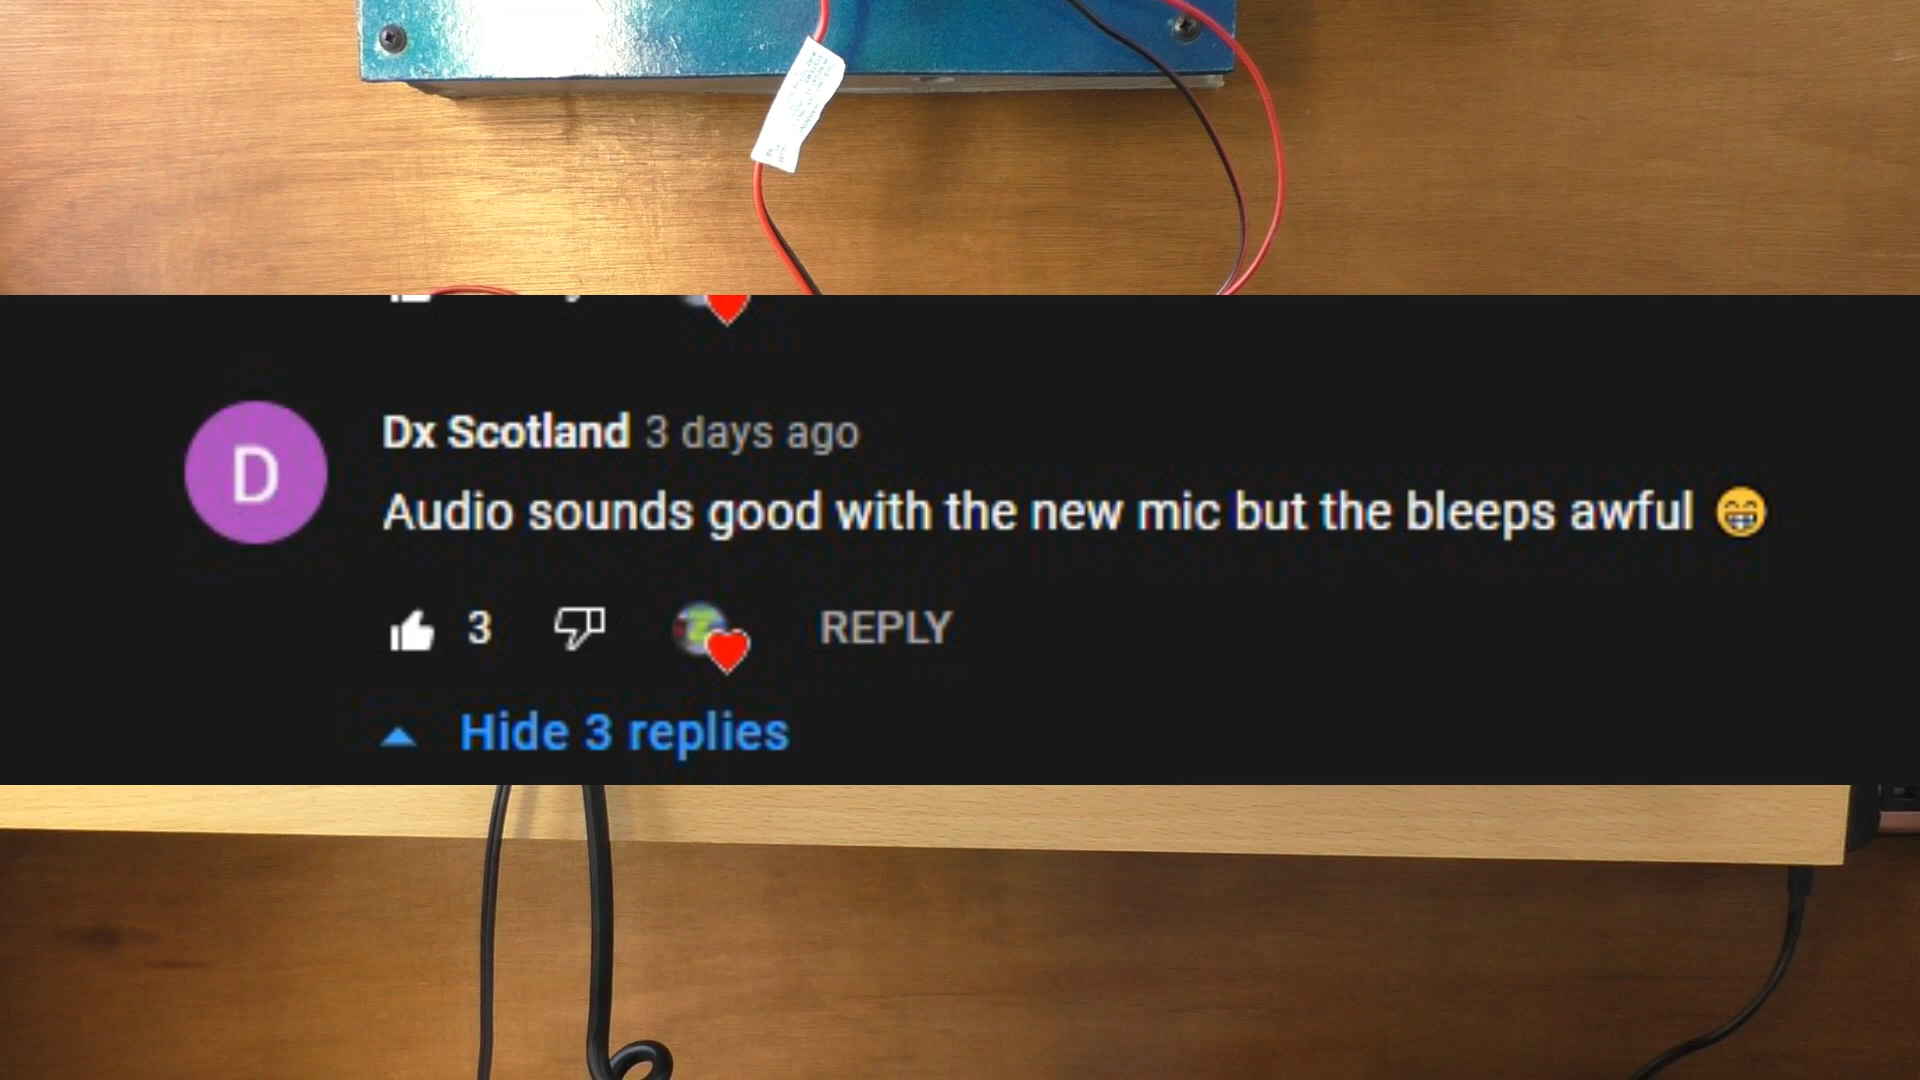 D
Dx Scotland 3 days ago
Audio sounds good with the new mic but the bleeps awful 😁
3
REPLY
Hide 3 replies